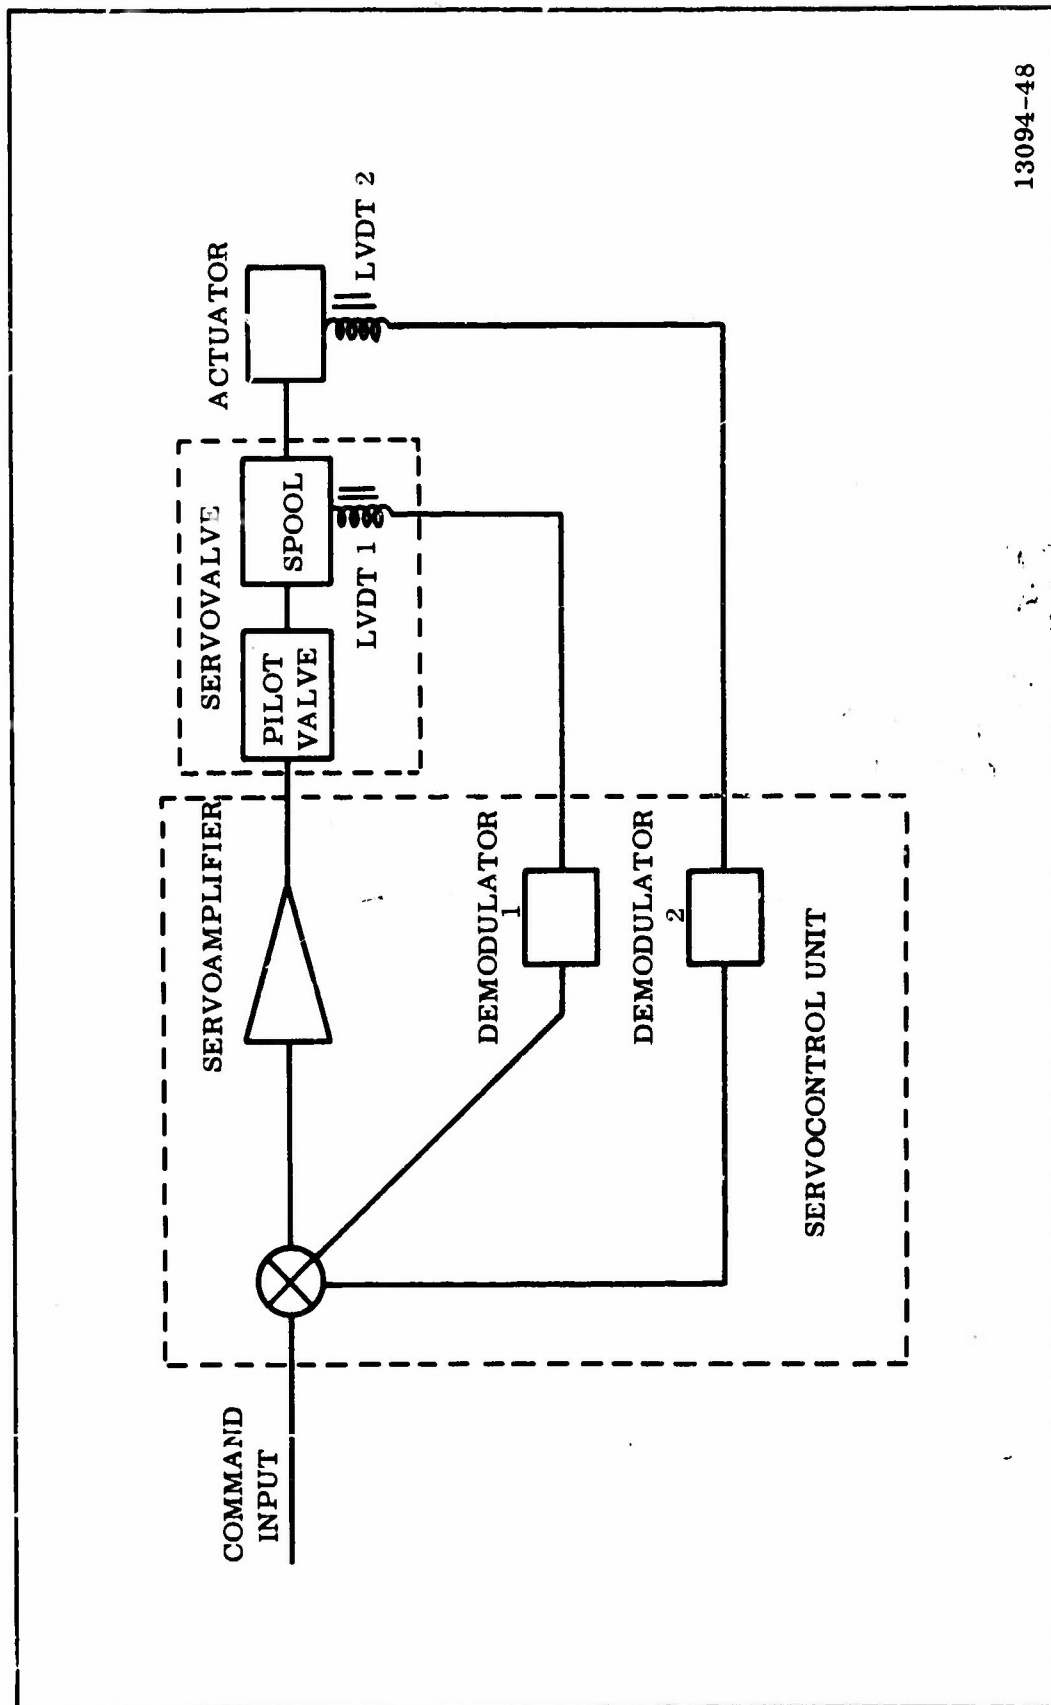 COMMAND
INPUT
SERVOAMPLIFIER
SERVOVALVE
PILOT
VALVE
SPOOL
LVDT 1
ACTUATOR
LVDT 2
DEMODULATOR
1
DEMODULATOR
2
SERVOCONTROL UNIT
13094-48